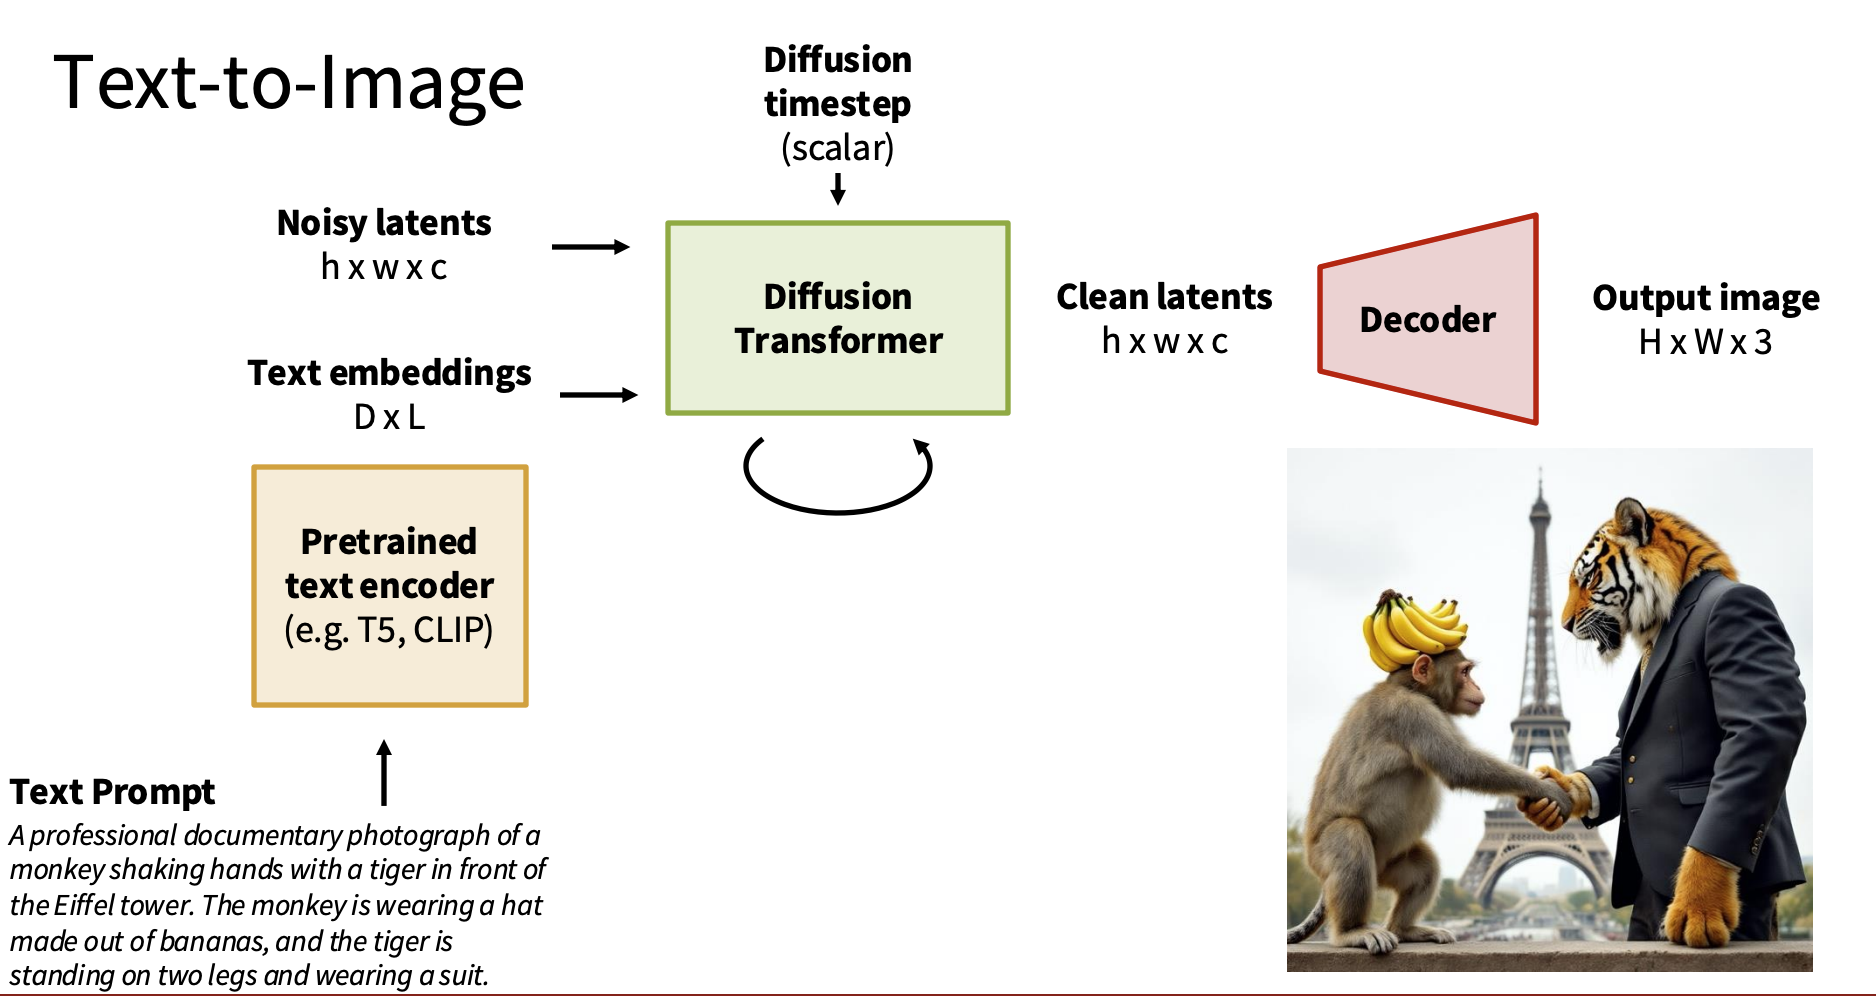 Text-to-Image
Diffusion
timestep
(scalar)
Noisy latents
h x w x c
Text embeddings
D x L
Diffusion
Transformer
Clean latents
h x w x c
Decoder
Output image
H x W x 3
Pretrained
text encoder
(e.g. T5, CLIP)
Text Prompt
A professional documentary photograph of a
monkey shaking hands with a tiger in front of
the Eiffel tower. The monkey is wearing a hat
made out of bananas, and the tiger is
standing on two legs and wearing a suit.